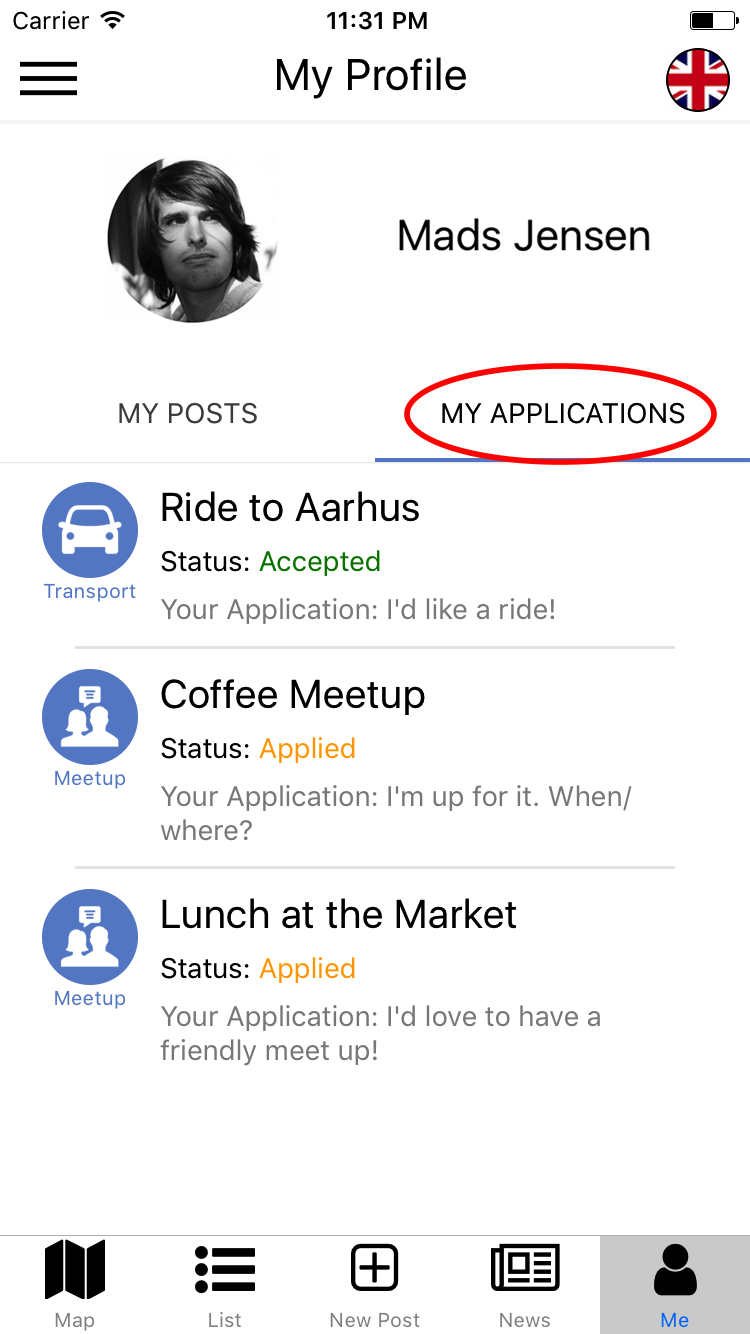 Carrier 11:31 PM
My Profile
Mads Jensen
MY POSTS MY APPLICATIONS
Ride to Aarhus
Status: Accepted
Transport
Your Application: I'd like a ride!
Coffee Meetup
Status: Applied
Meetup
Your Application: I'm up for it. When/
where?
Lunch at the Market
Status: Applied
Meetup
Your Application: I'd love to have a
friendly meet up!
Map List New Post News Me